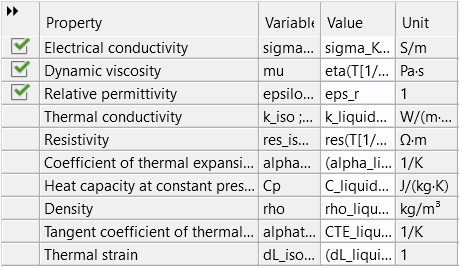 Property Variable Value Unit
Electrical conductivity sigma... sigma_K... S/m
Dynamic viscosity mu eta(T[1/... Pa·s
Relative permittivity epsilo... eps_r 1
Thermal conductivity k_iso ;... k_liquid... W/(m·...
Resistivity res_is... res(T[1/... Ω·m
Coefficient of thermal expansi... alpha... (alpha_li... 1/K
Heat capacity at constant pres... Cp C_liquid... J/(kg·K)
Density rho rho_liqu... kg/m³
Tangent coefficient of thermal... alphat... CTE_liqu... 1/K
Thermal strain dL_iso... (dL_liqu... 1